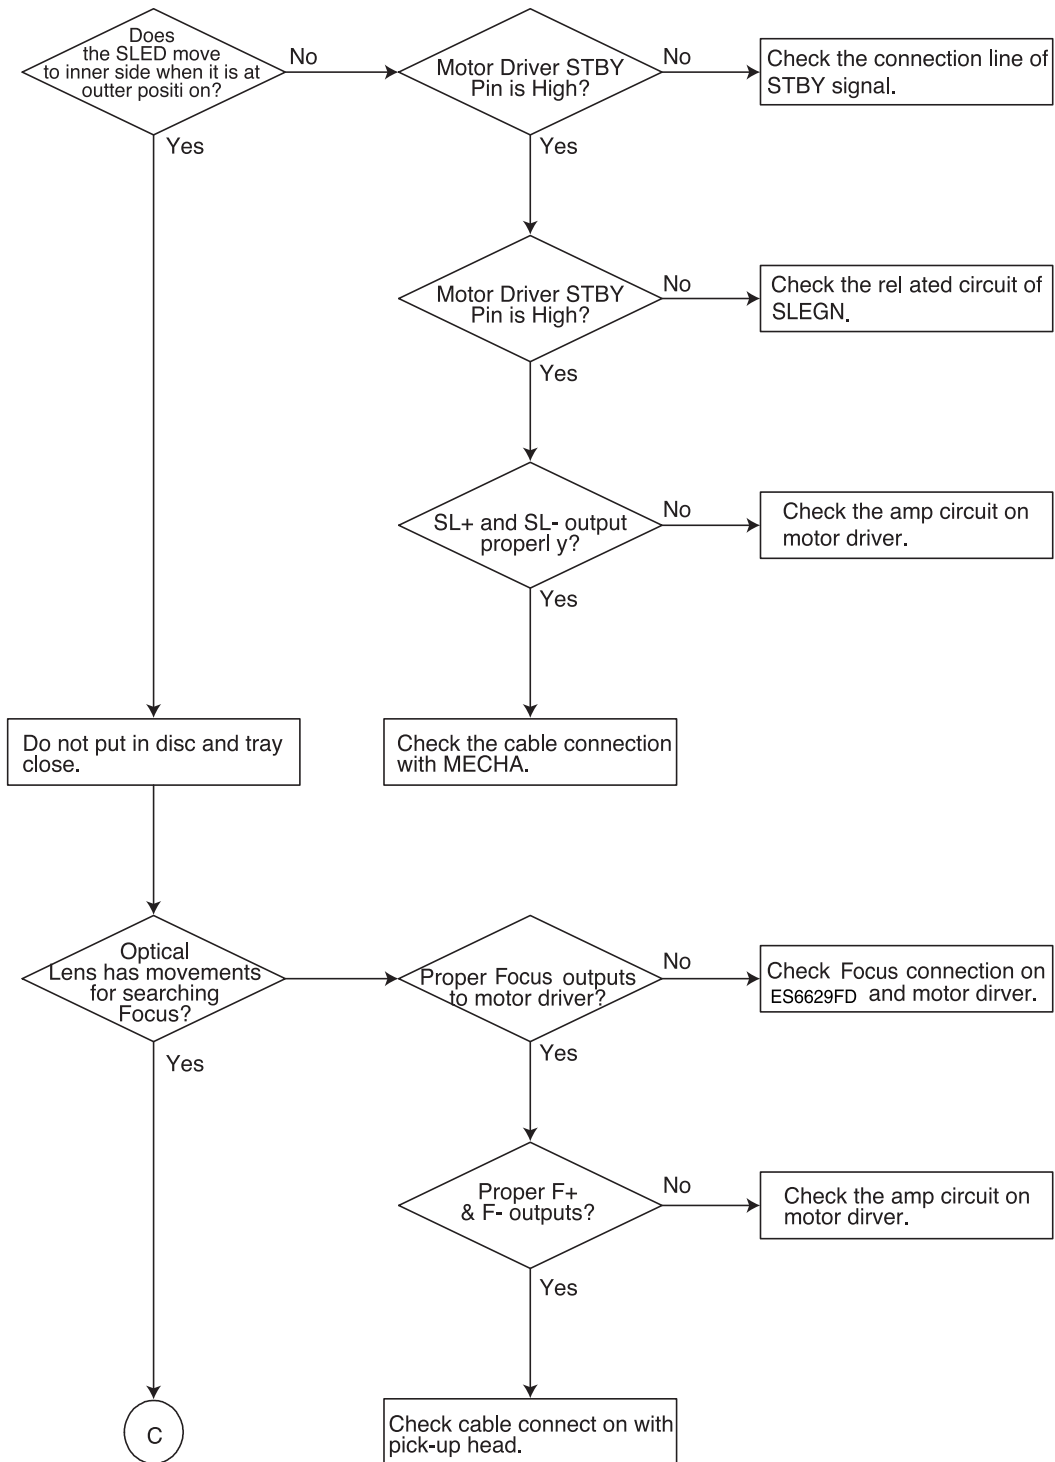 Does
the SLED move
to inner side when it is at
outter positi on?
No
Motor Driver STBY
Pin is High?
No
Check the connection line of
STBY signal.
Yes
Yes
Motor Driver STBY
Pin is High?
No
Check the rel ated circuit of
SLEGN.
Yes
SL+ and SL- output
properl y?
No
Check the amp circuit on
motor driver.
Yes
Do not put in disc and tray
close.
Check the cable connection
with MECHA.
Optical
Lens has movements
for searching
Focus?
Proper Focus outputs
to motor driver?
No
Check Focus connection on
ES6629FD and motor dirver.
Yes
Yes
Proper F+
& F- outputs?
No
Check the amp circuit on
motor dirver.
Yes
C
Check cable connect on with
pick-up head.